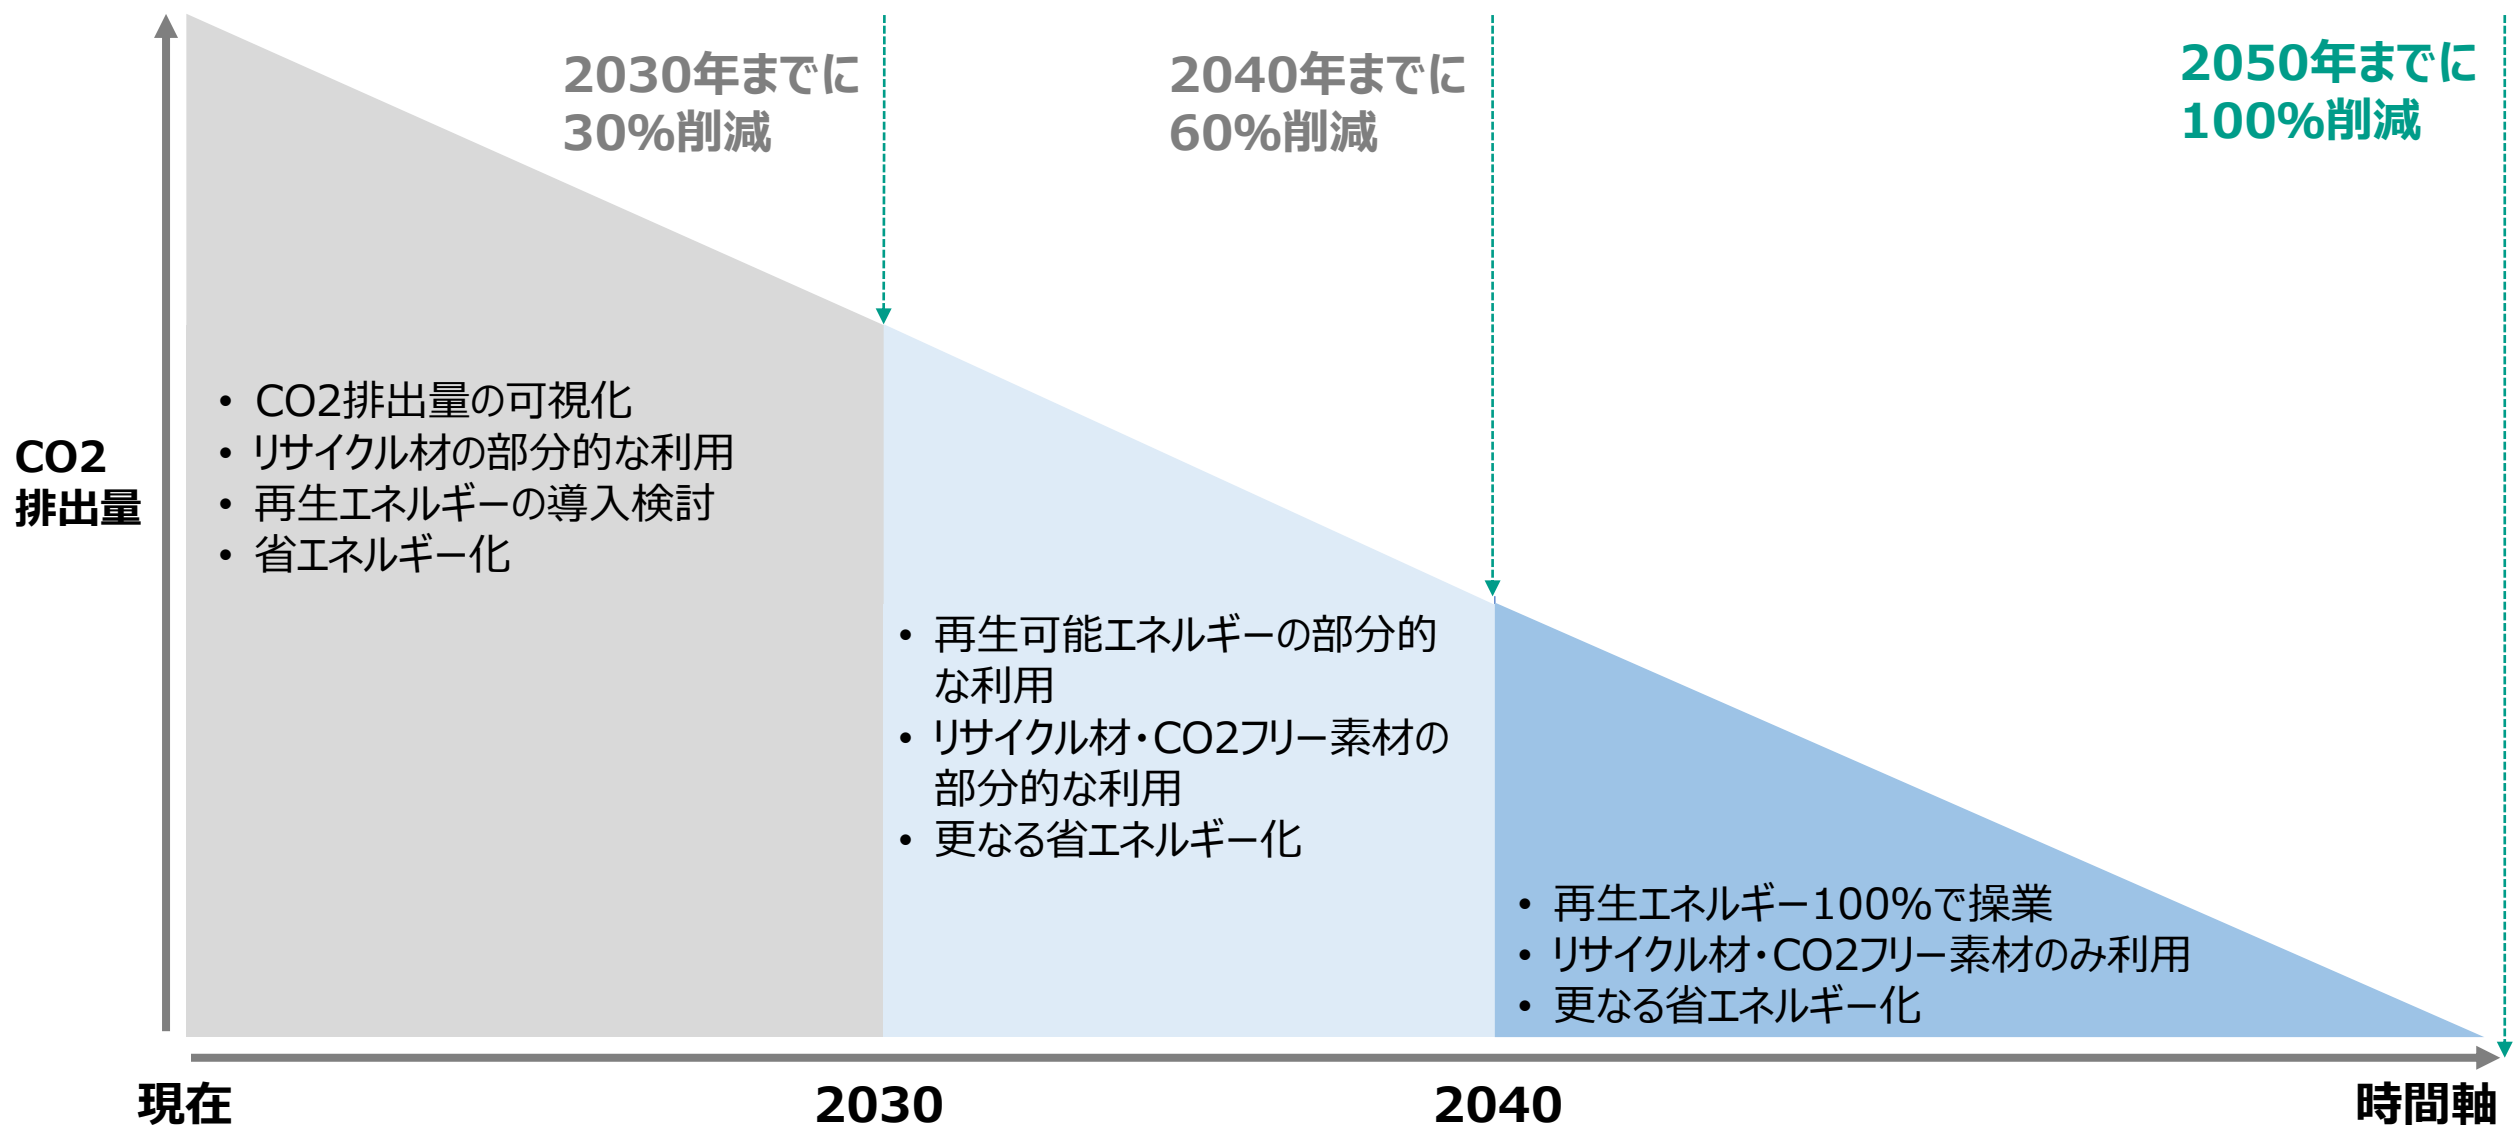 2030年までに
30%削減
2040年までに
60%削減
2050年までに
100%削減
CO2
排出量
• CO2排出量の可視化
• リサイクル材の部分的な利用
• 再生エネルギーの導入検討
• 省エネルギー化
• 再生可能エネルギーの部分的
な利用
• リサイクル材・CO2フリー素材の
部分的な利用
• 更なる省エネルギー化
• 再生エネルギー100%で操業
• リサイクル材・CO2フリー素材のみ利用
• 更なる省エネルギー化
現在
2030
2040
時間軸